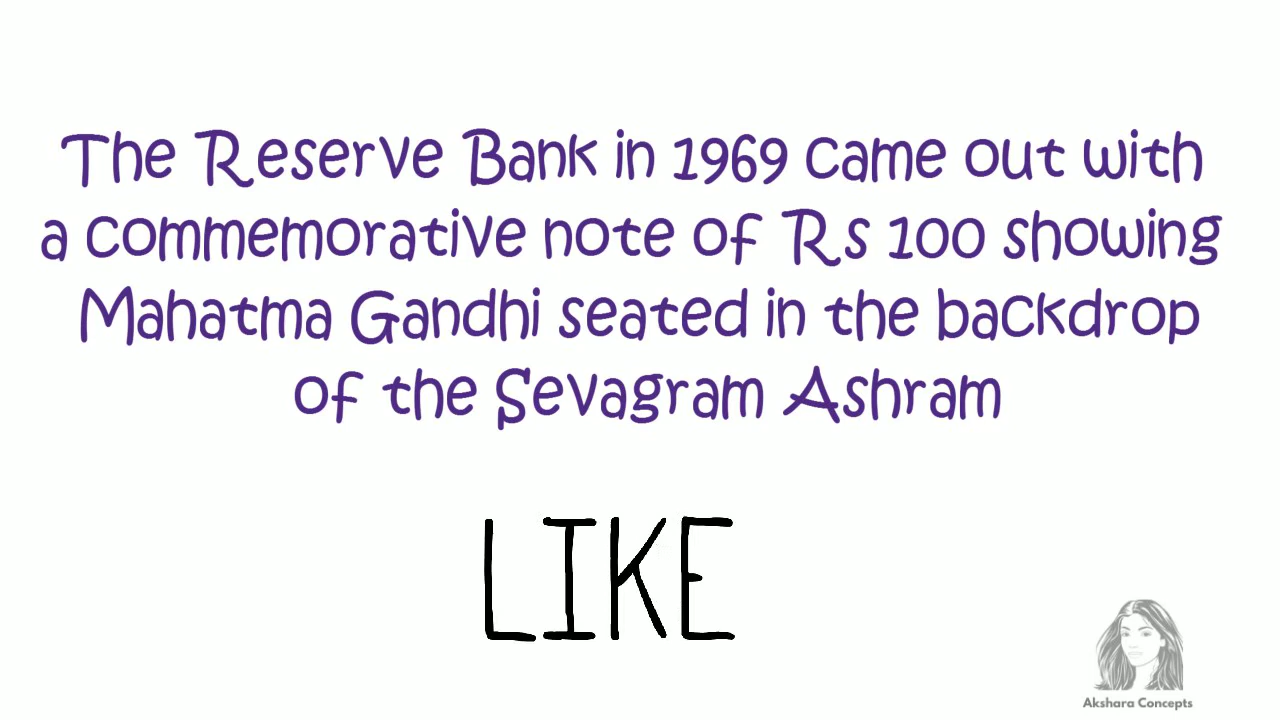 The Reserve Bank in 1969 came out with
a commemorative note of Rs 100 showing
Mahatma Gandhi seated in the backdrop
of the Sevagram Ashram
LIKE
Akshara Concepts